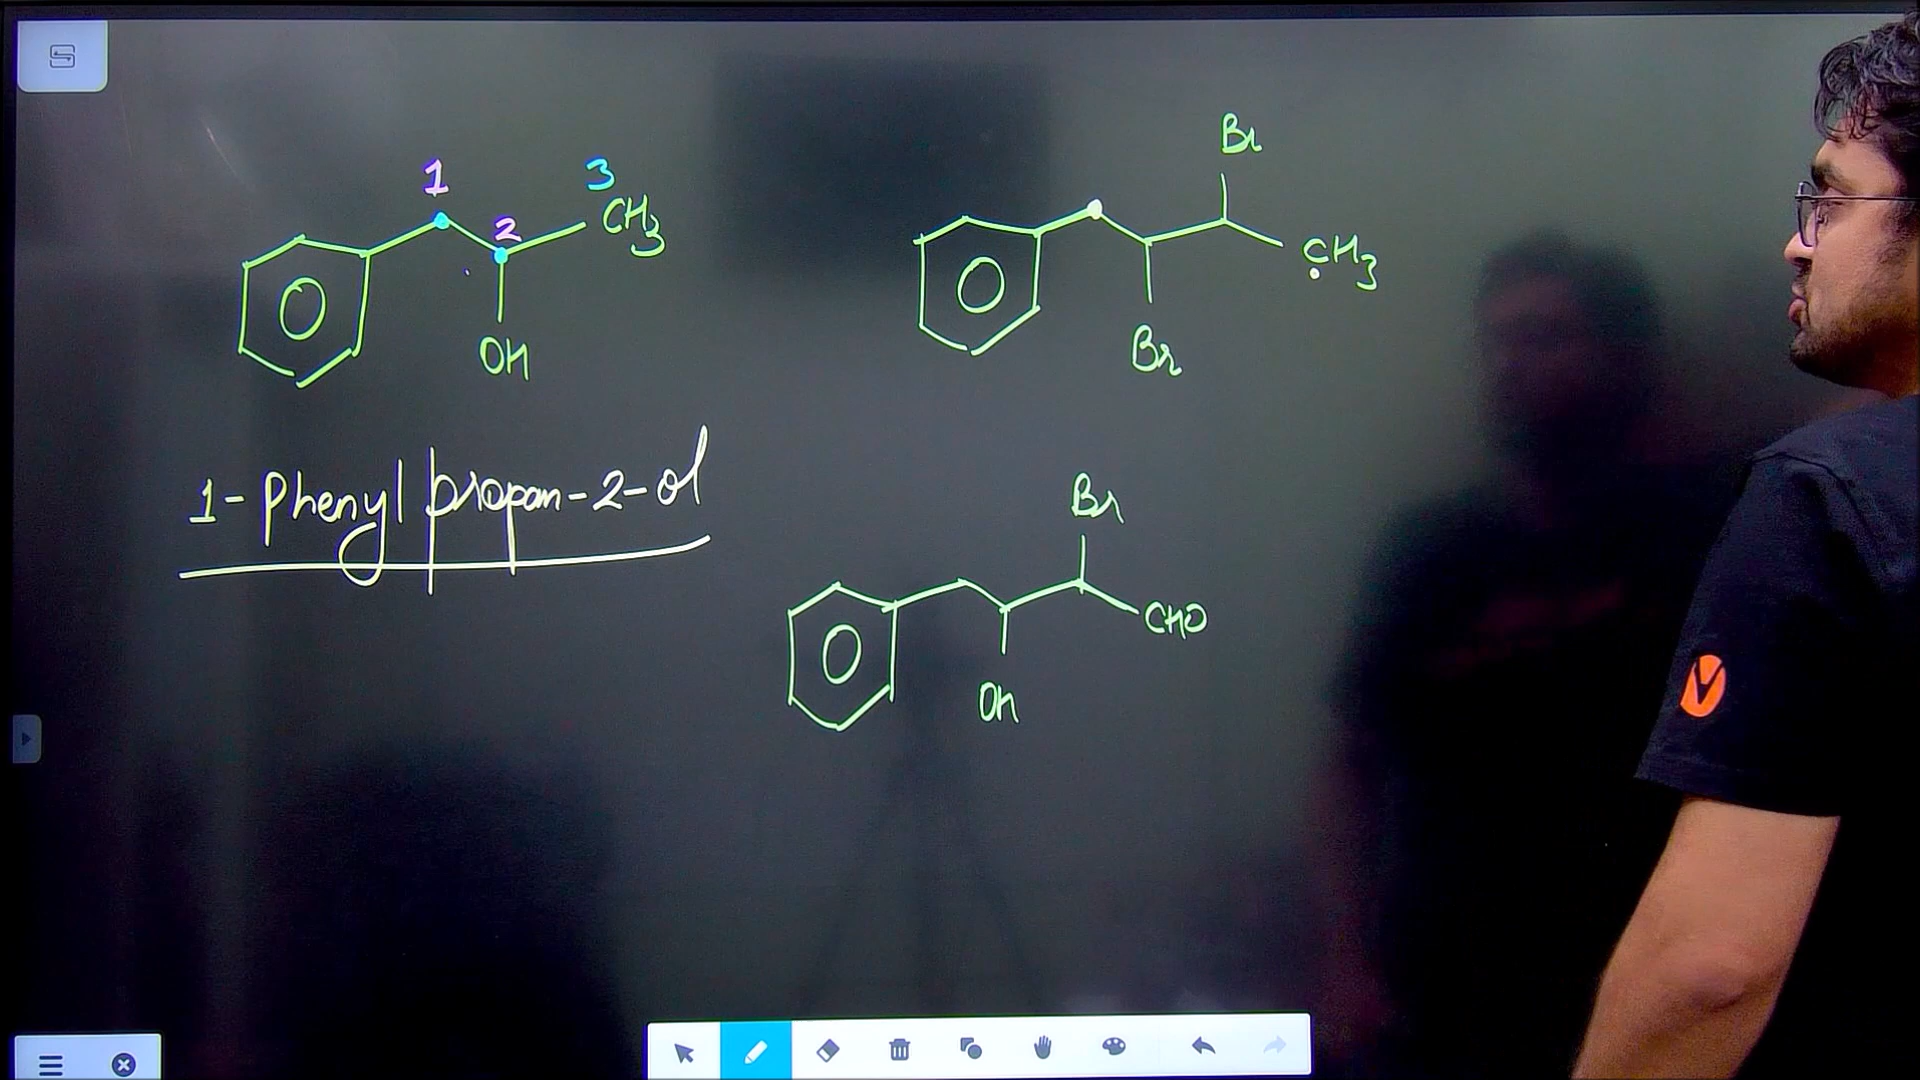 Br
1
3
CH3
2
CH3
OH
Br
1-Phenyl propan-2-ol
Br
CHO
OH